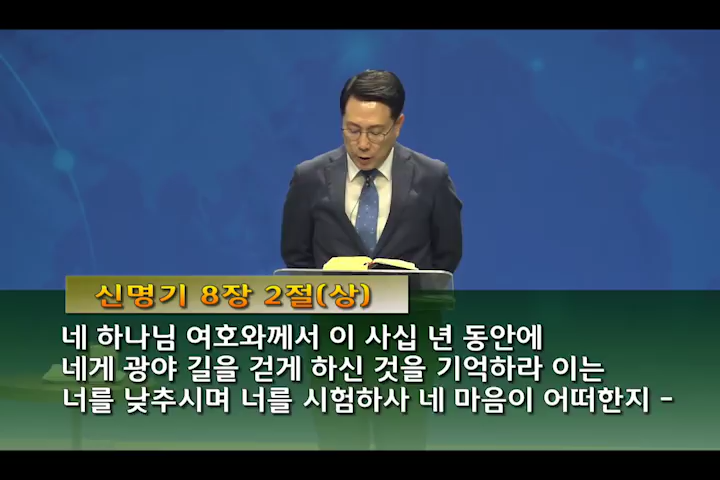 신명기 8장 2절(상)
네 하나님 여호와께서 이 사십 년 동안에
네게 광야 길을 걷게 하신 것을 기억하라 이는
너를 낮추시며 너를 시험하사 네 마음이 어떠한지 -